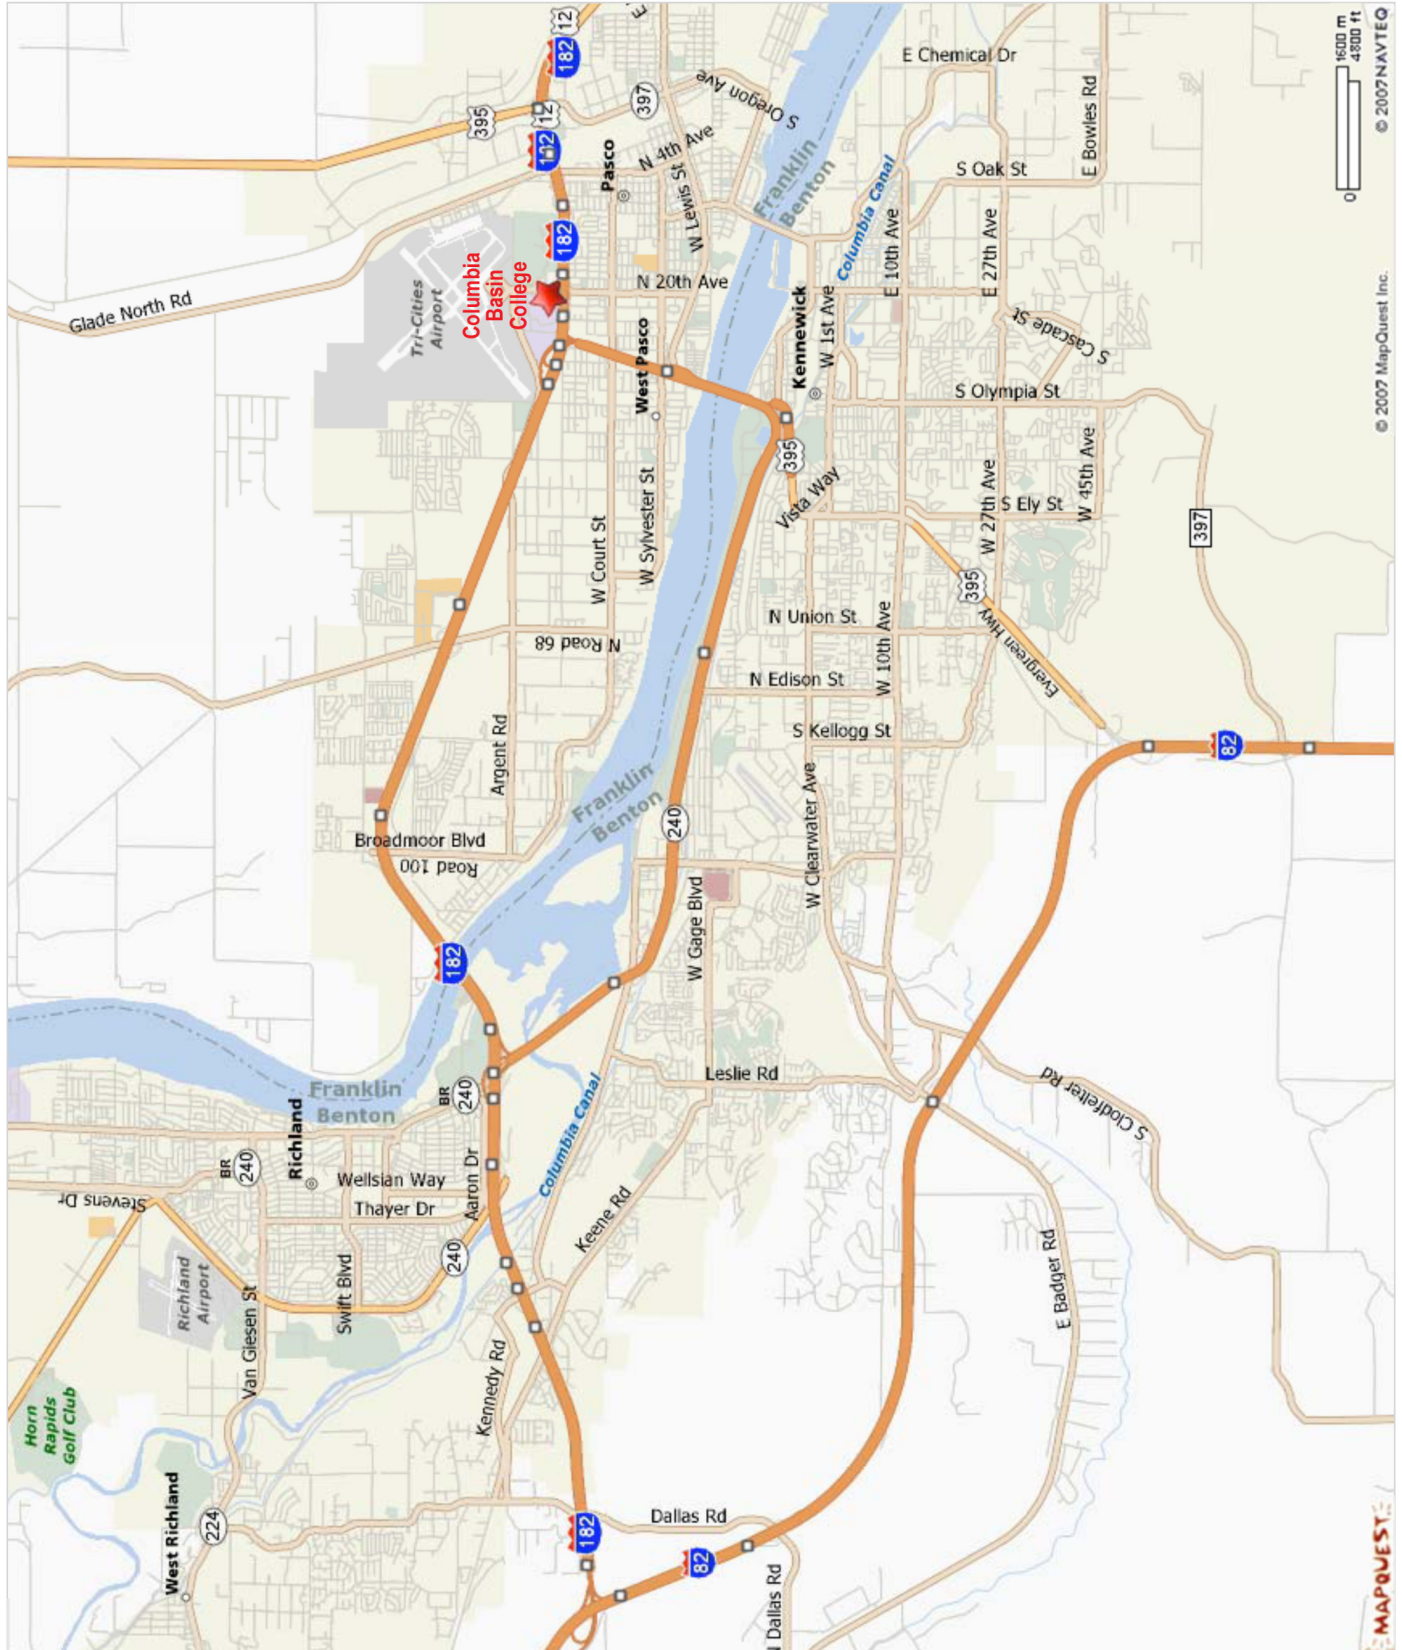 12
182
E Chemical Dr
395
397
S Oregon Ave
E Bowles Rd
1600 m
4800 ft
0
© 2007 NAVTEQ
12
182
N 4th Ave
Pasco
W Lewis St
Franklin
Benton
Columbia Canal
S Oak St
Glade North Rd
Tri-Cities
Airport
Columbia
Basin
College
182
N 20th Ave
E 10th Ave
E 27th Ave
Kennewick
W 1st Ave
S Cascade St
West Pasco
S Olympia St
© 2007 MapQuest Inc.
395
Vista Way
W Sylvester St
W Court St
W 27th Ave
S Ely St
W 45th Ave
397
395
Evergreen Hwy
N Road 68
N Union St
W 10th Ave
N Edison St
S Kellogg St
82
Argent Rd
Franklin
Benton
240
Broadmoor Blvd
Road 100
W Clearwater Ave
W Gage Blvd
182
Franklin
Benton
BR
240
Leslie Rd
S Clodfelter Rd
Columbia Canal
Richland
BR
240
Wellsian Way
Thayer Dr
Aaron Dr
Stevens Dr
Keene Rd
240
Richland
Airport
Van Giesen St
Swift Blvd
E Badger Rd
Kennedy Rd
Horn
Rapids
Golf Club
West Richland
224
182
Dallas Rd
82
Dallas Rd
MAPQUEST